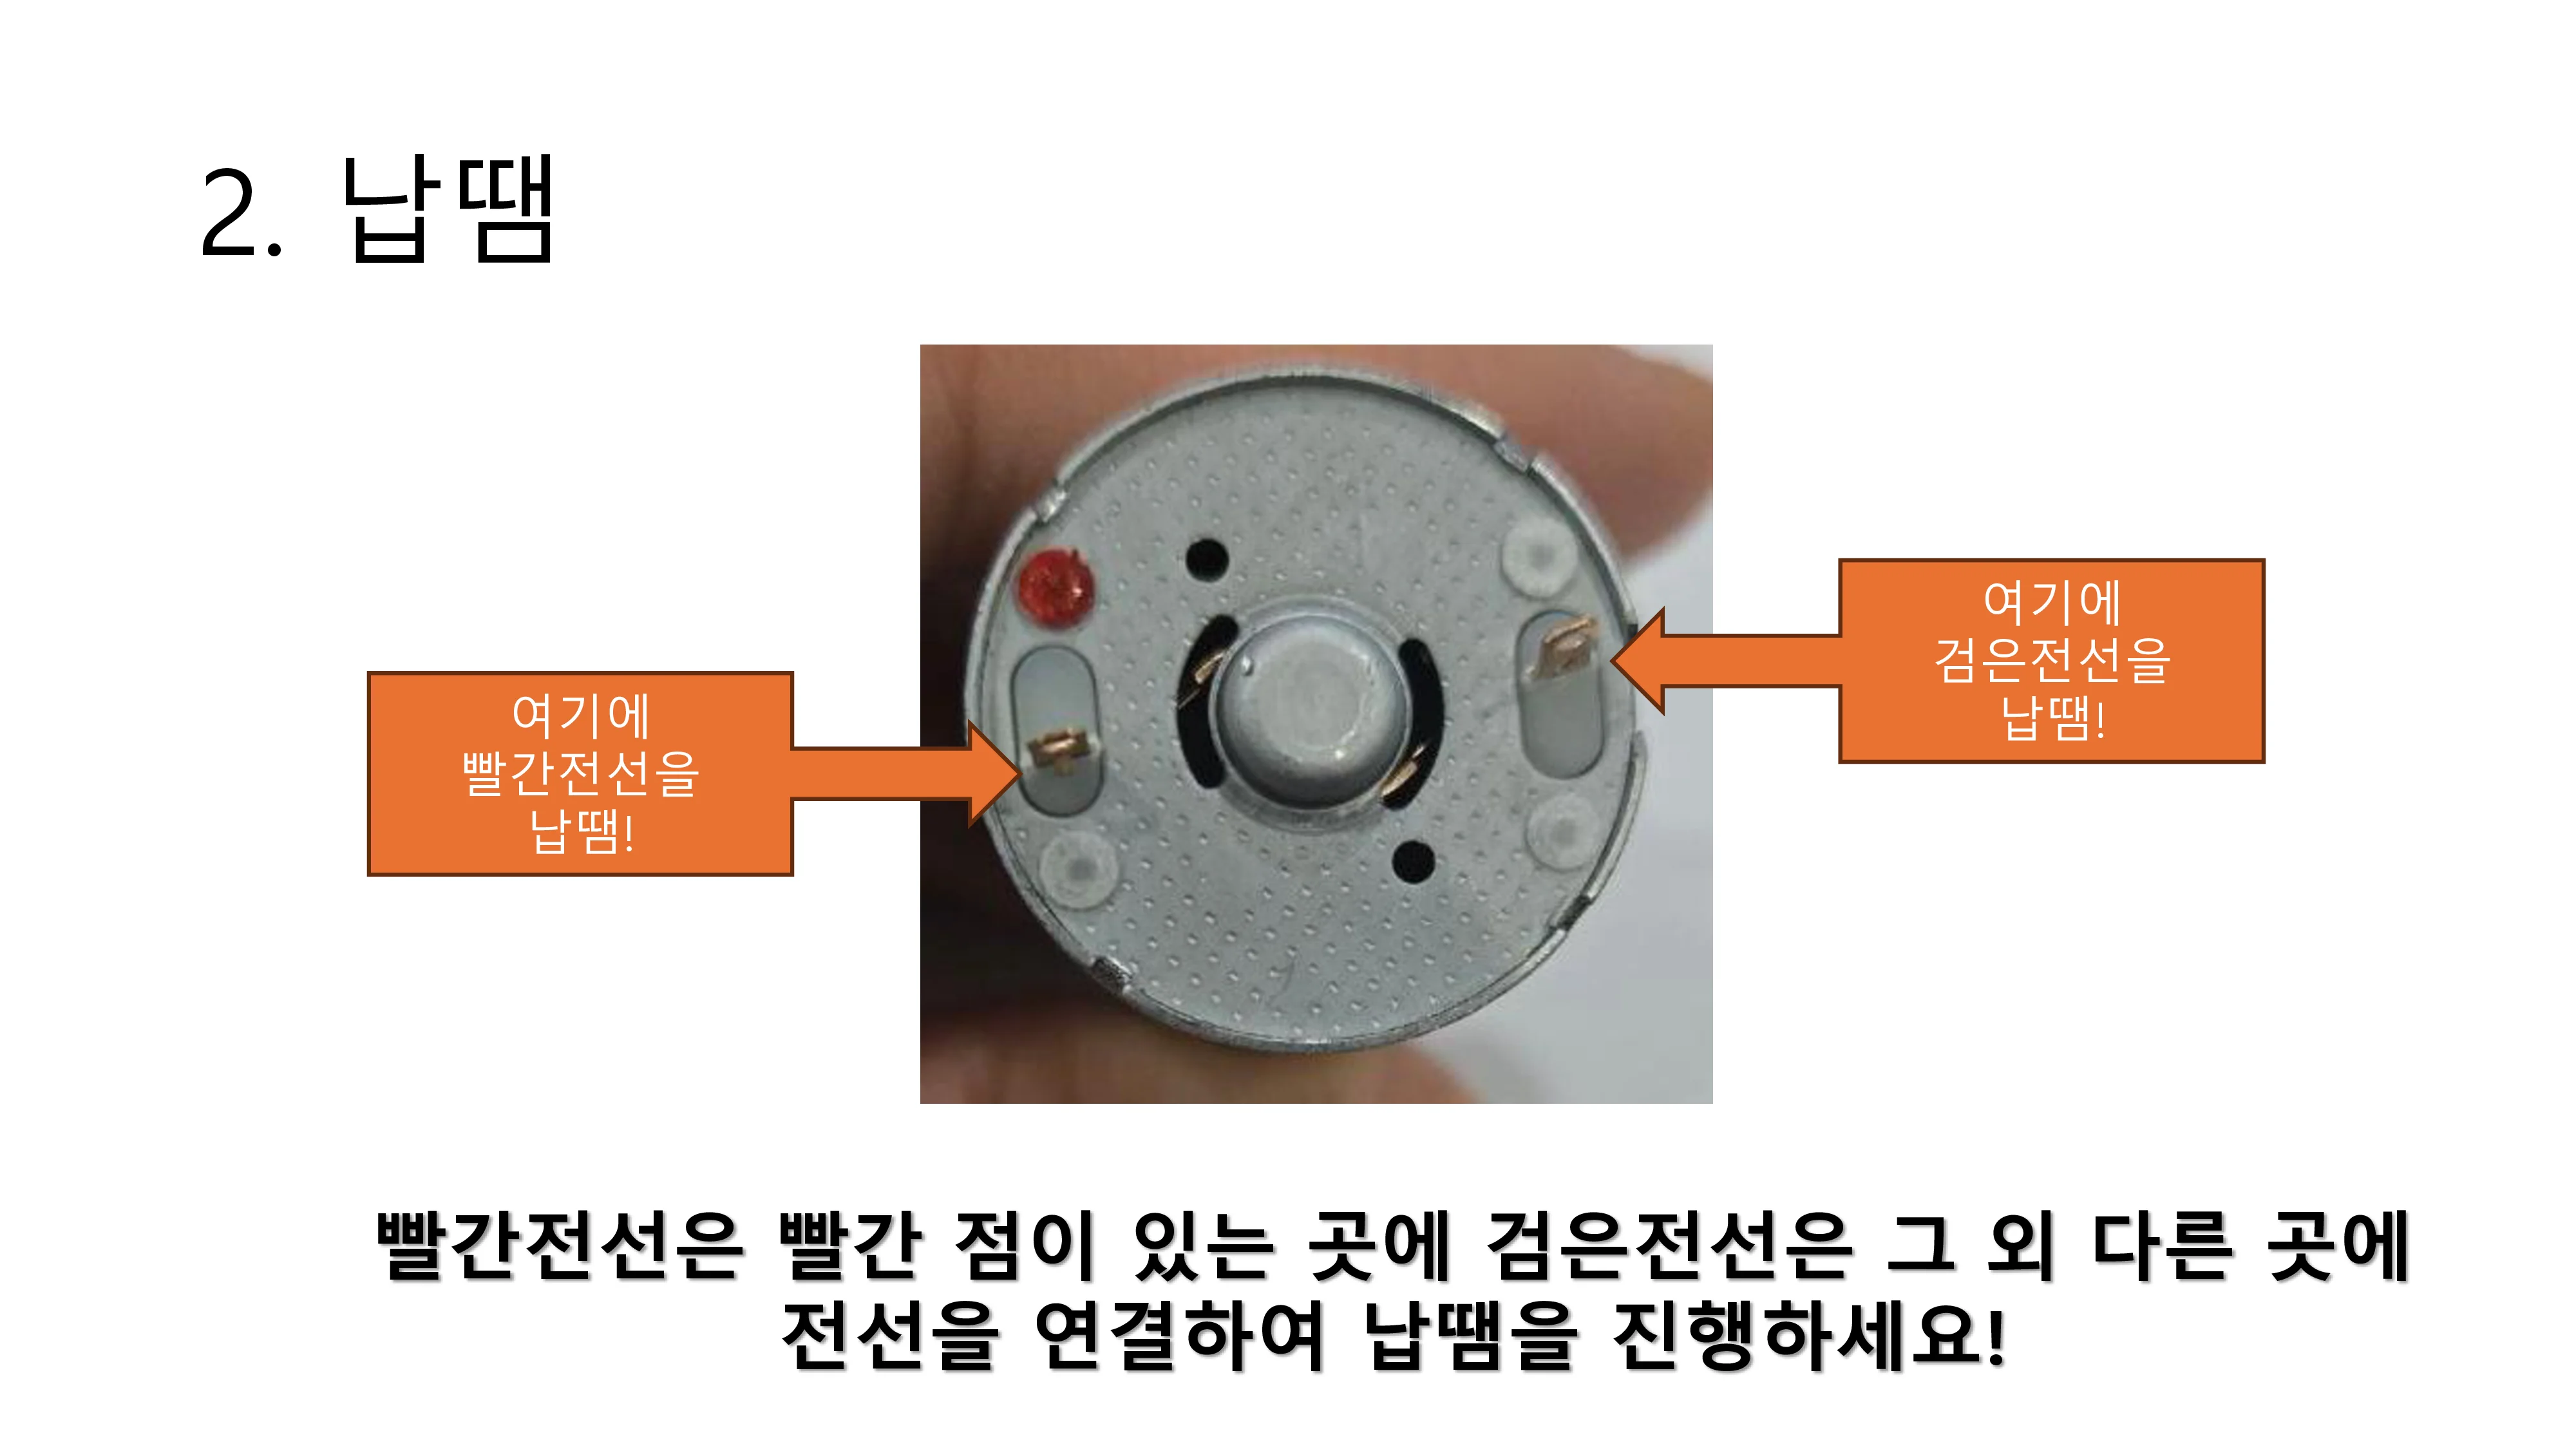 2. 납땜
여기에
빨간전선을
납땜!
여기에
검은전선을
납땜!
빨간전선은 빨간 점이 있는 곳에 검은전선은 그 외 다른 곳에
전선을 연결하여 납땜을 진행하세요!